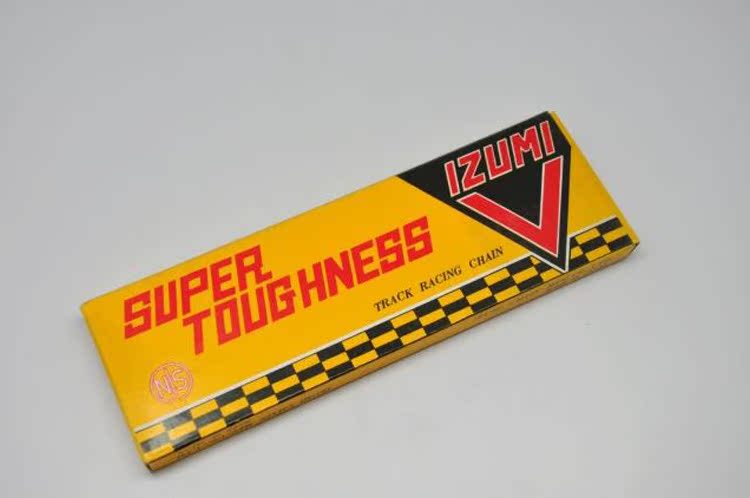 IZUMI
V
SUPER
TOUGHNESS
TRACK RACING CHAIN
NJS